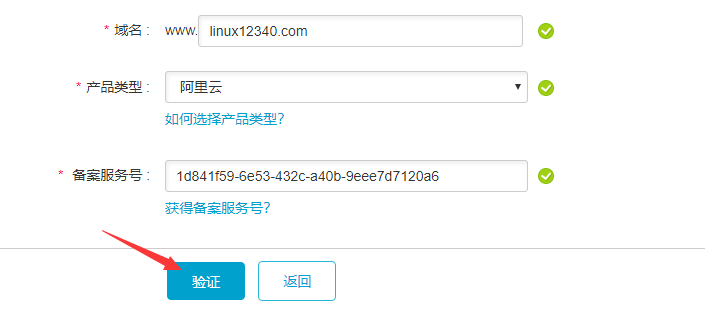 * 域名 : www. linux12340.com
* 产品类型 : 阿里云
如何选择产品类型?
* 备案服务号 : 1d841f59-6e53-432c-a40b-9eee7d7120a6
获得备案服务号?
验证 返回